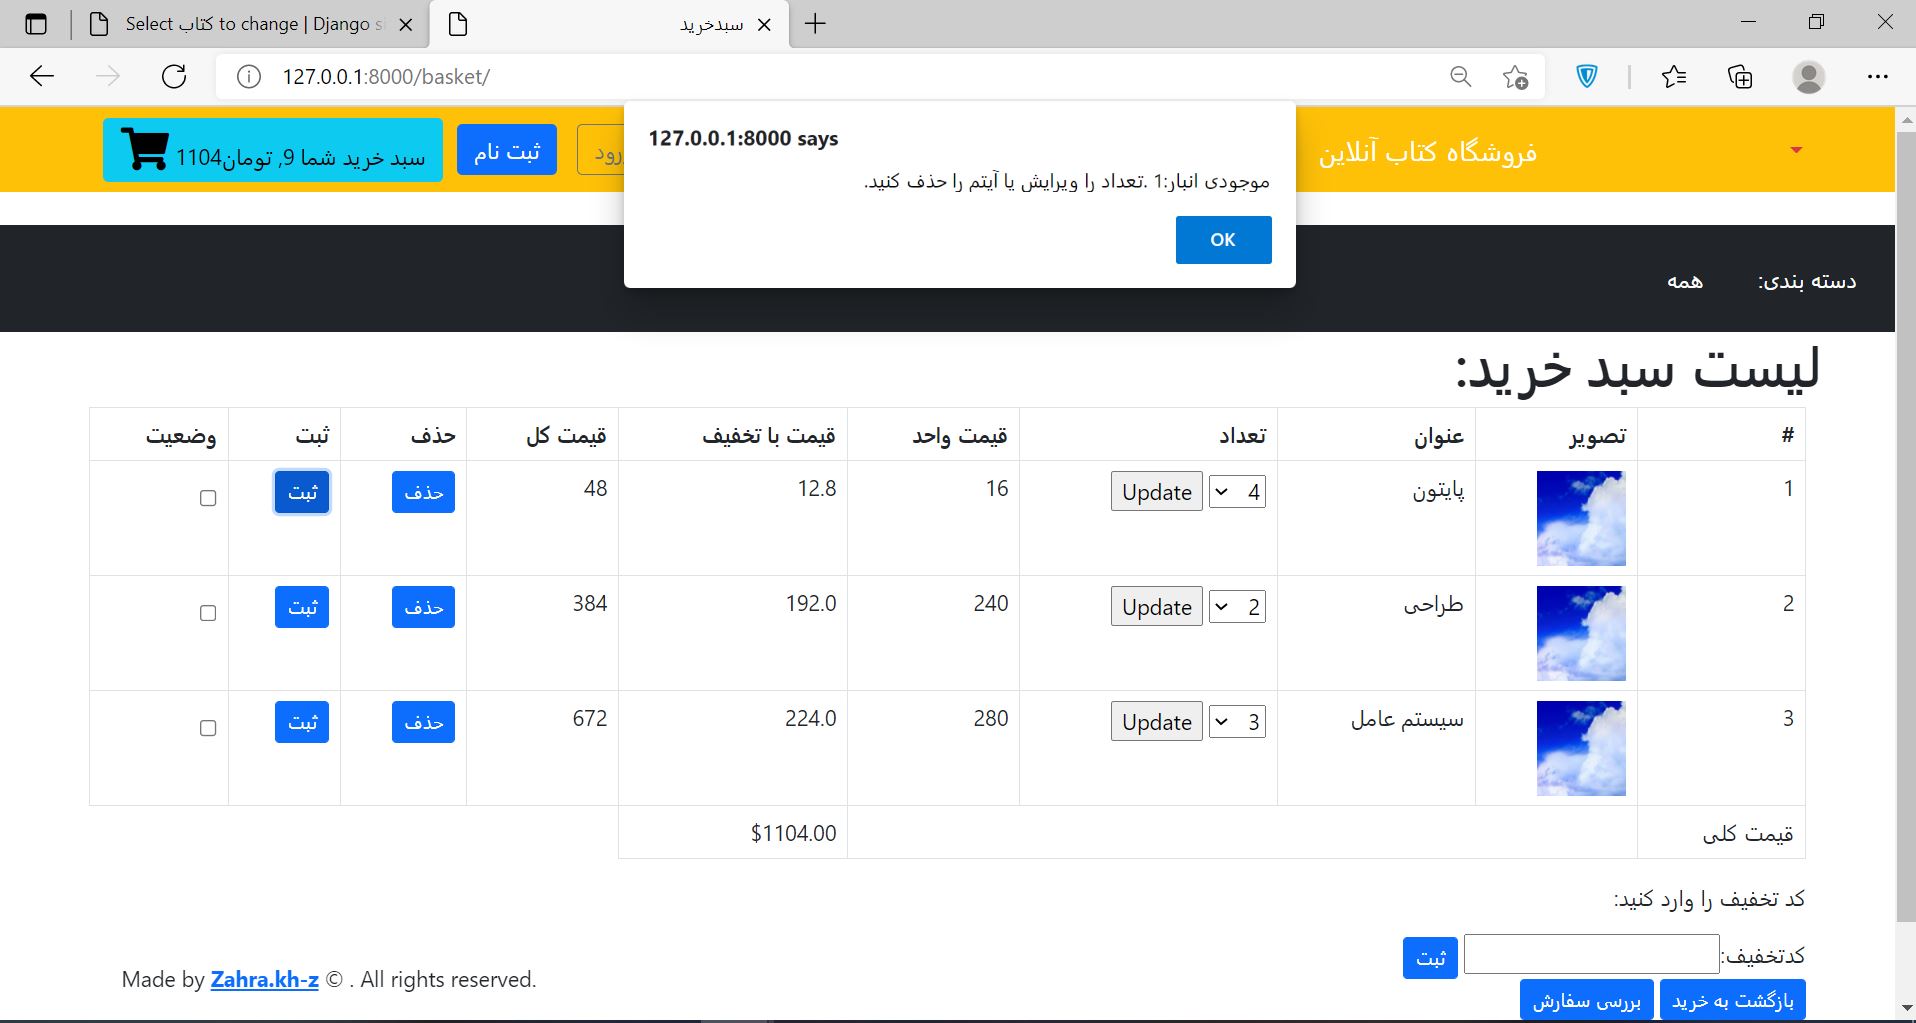 Select کتاب to change | Django si
سبدخرید
127.0.0.1:8000/basket/
127.0.0.1:8000 says
موجودی انبار:1 .تعداد را ویرایش یا آیتم را حذف کنید.
OK
فروشگاه کتاب آنلاین
ثبت نام
سبد خرید شما 9, تومان1104
دسته بندی: همه
لیست سبد خرید:
# تصویر عنوان تعداد قیمت واحد قیمت با تخفیف قیمت کل حذف ثبت وضعیت
1 پایتون 4 Update 16 12.8 48 حذف ثبت
2 طراحی 2 Update 240 192.0 384 حذف ثبت
3 سیستم عامل 3 Update 280 224.0 672 حذف ثبت
قیمت کلی $1104.00
کد تخفیف را وارد کنید:
کدتخفیف: ثبت
بازگشت به خرید بررسی سفارش
Made by Zahra.kh-z © . All rights reserved.